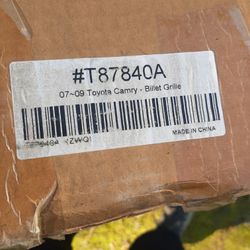 #T87840A
07~09 Toyota Camry - Billet Grille
MADE IN CHINA